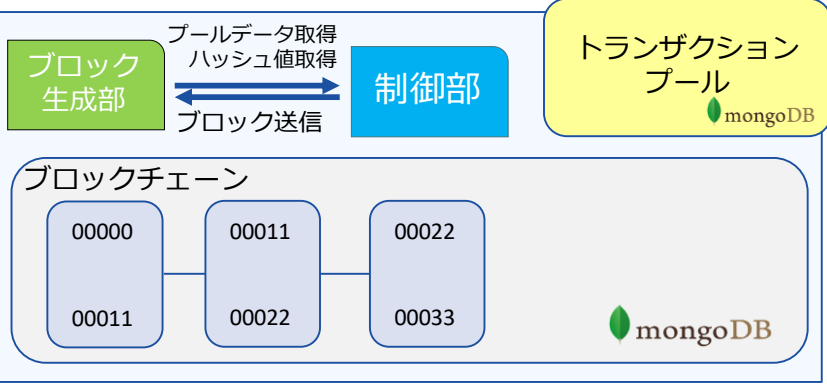 プールデータ取得
ハッシュ値取得
ブロック
生成部
制御部
ブロック送信
トランザクション
プール
mongoDB
ブロックチェーン
00000
00011
00022
00011
00022
00033
mongoDB